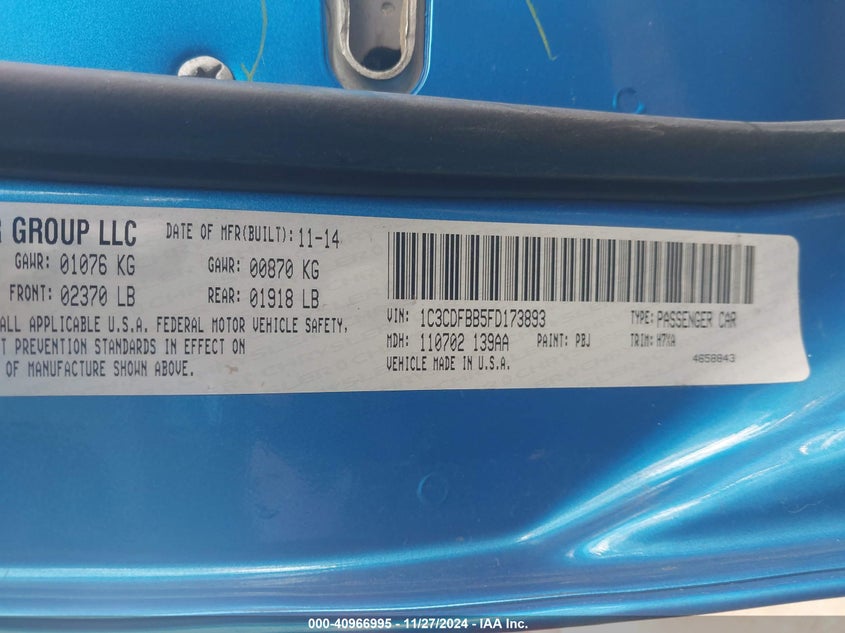 R GROUP LLC
DATE OF MFR(BUILT): 11-14
GAWR: 01076 KG
GAWR: 00870 KG
FRONT: 02370 LB
REAR: 01918 LB
ALL APPLICABLE U.S.A. FEDERAL MOTOR VEHICLE SAFETY,
T PREVENTION STANDARDS IN EFFECT ON
OF MANUFACTURE SHOWN ABOVE.
VIN: 1C3CDFBB5FD173893
TYPE: PASSENGER CAR
MDH: 110702 139AA
PAINT: PBJ
TRIM: H7XA
VEHICLE MADE IN U.S.A.
4658843
000-40966995 - 11/27/2024 - IAA Inc.